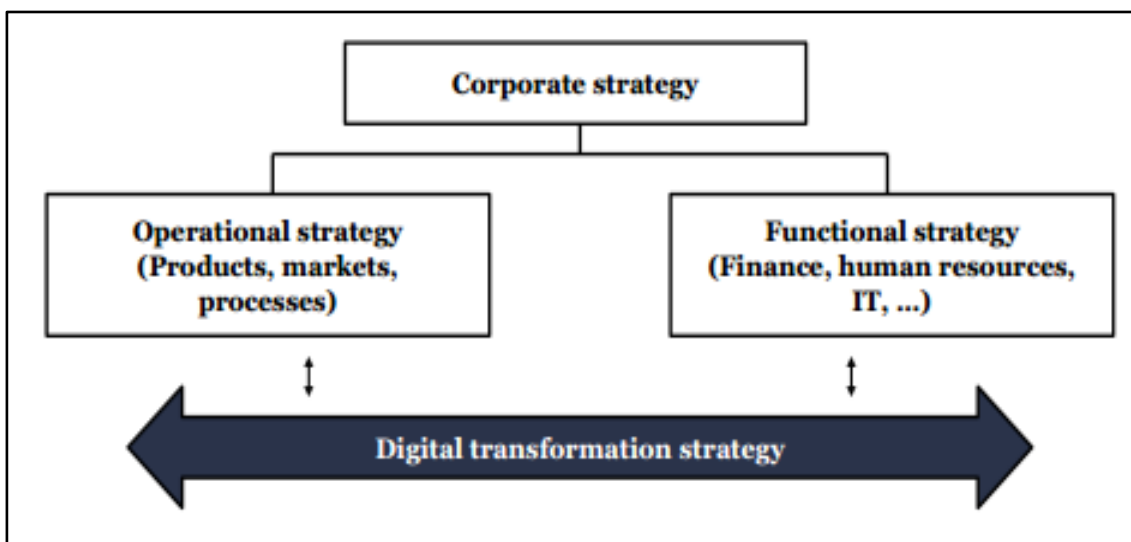 Corporate strategy
Operational strategy
(Products, markets,
processes)
Functional strategy
(Finance, human resources,
IT, ...)
Digital transformation strategy